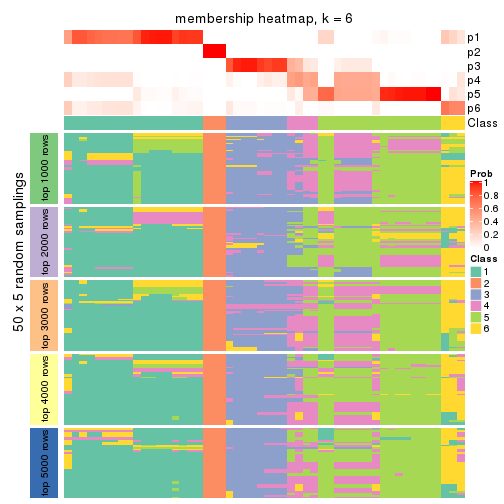 membership heatmap, k = 6
p1
p2
p3
p4
p5
p6
Class
50 x 5 random samplings
top 1000 rows
top 2000 rows
top 3000 rows
top 4000 rows
top 5000 rows
Prob
1
0.8
0.6
0.4
0.2
0
Class
1
2
3
4
5
6